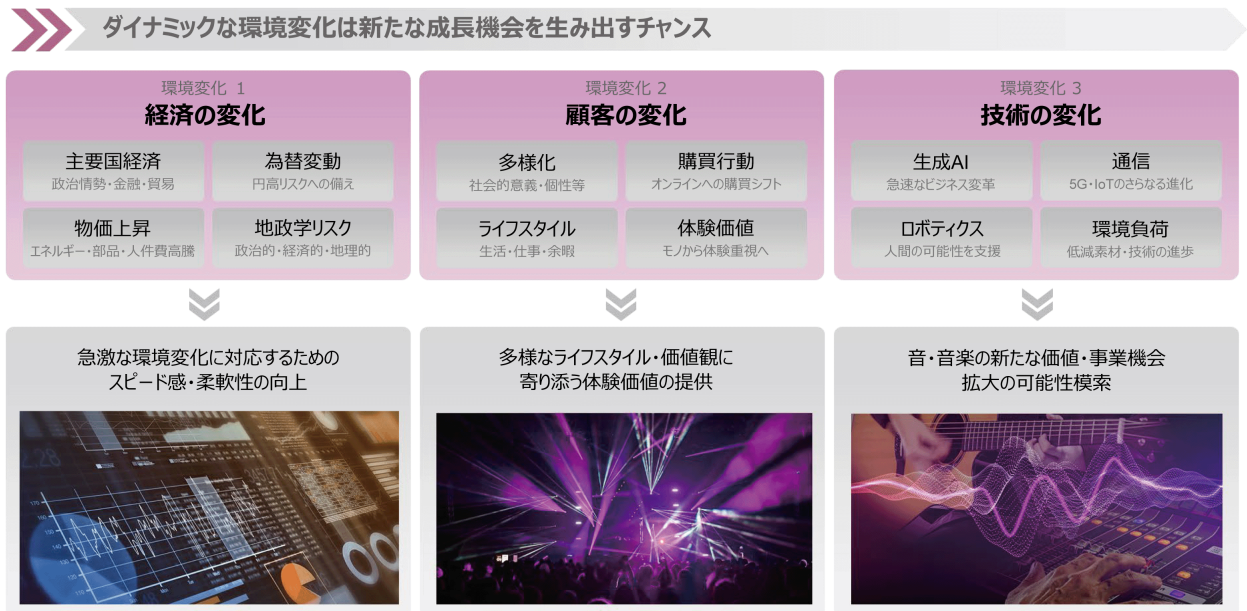 ダイナミックな環境変化は新たな成長機会を生み出すチャンス
環境変化 1
経済の変化
主要国経済
政治情勢・金融・貿易
為替変動
円高リスクへの備え
物価上昇
エネルギー・部品・人件費高騰
地政学リスク
政治的・経済的・地理的
環境変化 2
顧客の変化
多様化
社会的意義・個性等
購買行動
オンラインへの購買シフト
ライフスタイル
生活・仕事・余暇
体験価値
モノから体験重視へ
環境変化 3
技術の変化
生成AI
急速なビジネス変革
通信
5G・IoTのさらなる進化
ロボティクス
人間の可能性を支援
環境負荷
低減素材・技術の進歩
急激な環境変化に対応するための
スピード感・柔軟性の向上
多様なライフスタイル・価値観に
寄り添う体験価値の提供
音・音楽の新たな価値・事業機会
拡大の可能性模索